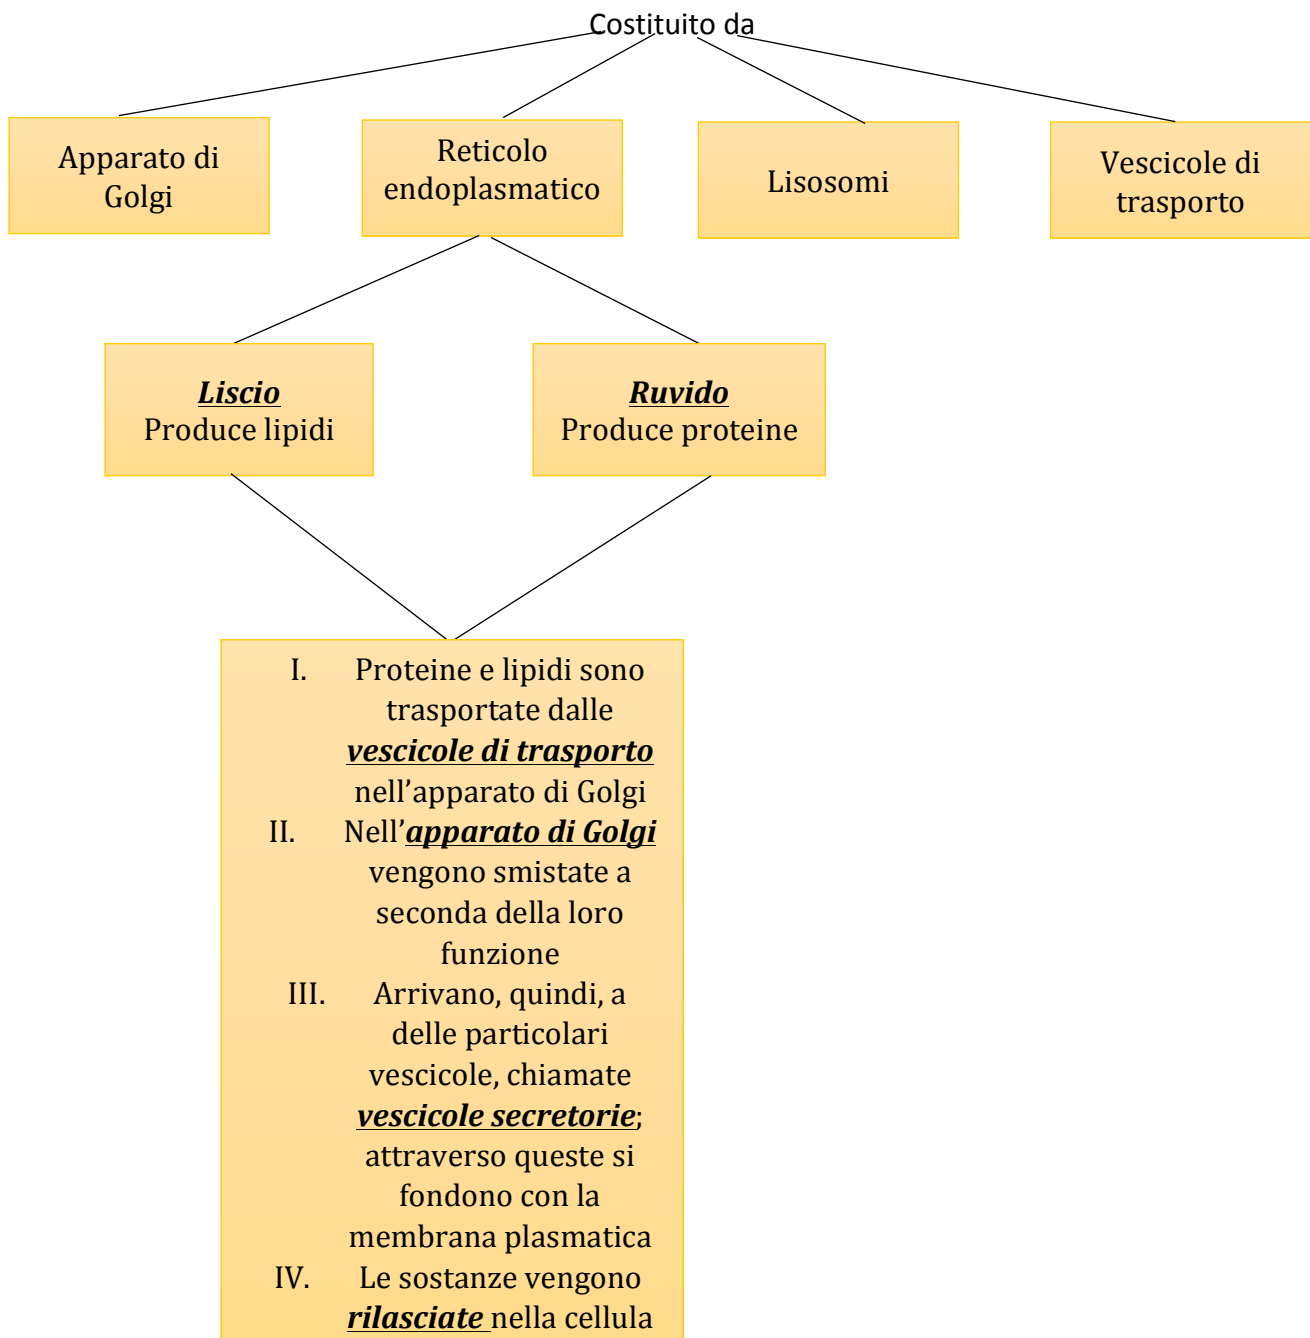 Costituito da
Apparato di
Golgi
Reticolo
endoplasmatico
Lisosomi
Vescicole di
trasporto
Liscio
Produce lipidi
Ruvido
Produce proteine
I. Proteine e lipidi sono
trasportate dalle
vescicole di trasporto
nell’apparato di Golgi
II. Nell’apparato di Golgi
vengono smistate a
seconda della loro
funzione
III. Arrivano, quindi, a
delle particolari
vescicole, chiamate
vescicole secretorie;
attraverso queste si
fondono con la
membrana plasmatica
IV. Le sostanze vengono
rilasciate nella cellula